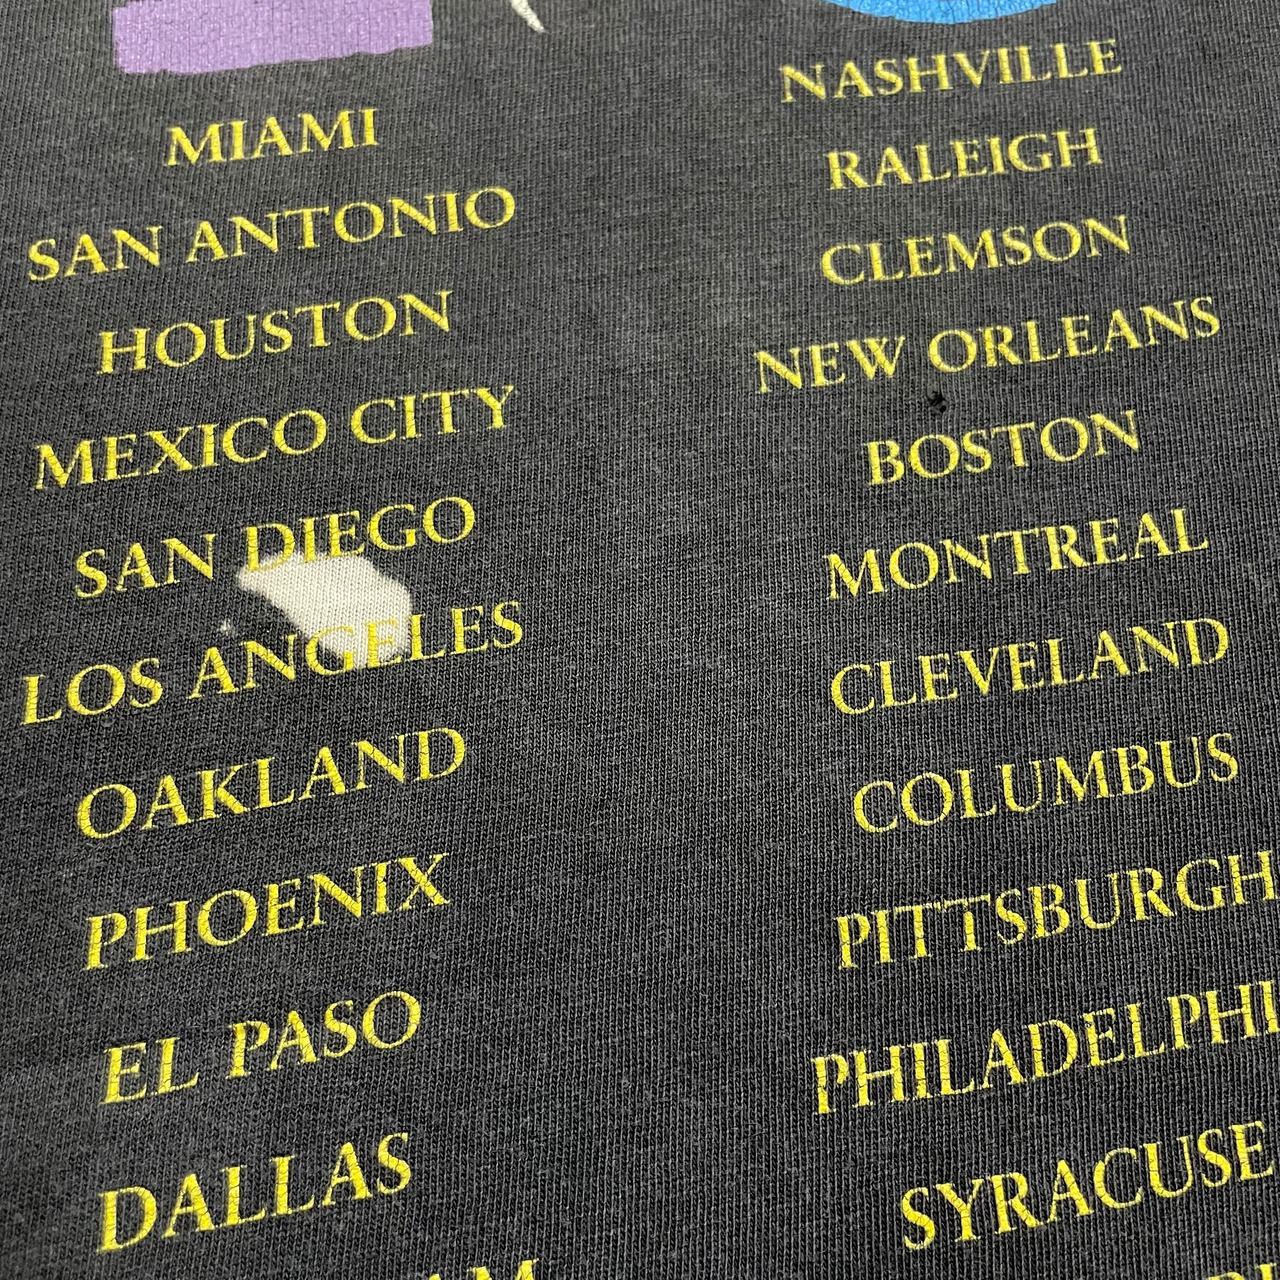 MIAMI
SAN ANTONIO
HOUSTON
MEXICO CITY
SAN DIEGO
LOS ANGELES
OAKLAND
PHOENIX
EL PASO
DALLAS
NASHVILLE
RALEIGH
CLEMSON
NEW ORLEANS
BOSTON
MONTREAL
CLEVELAND
COLUMBUS
PITTSBURGH
PHILADELPHI
SYRACUSE